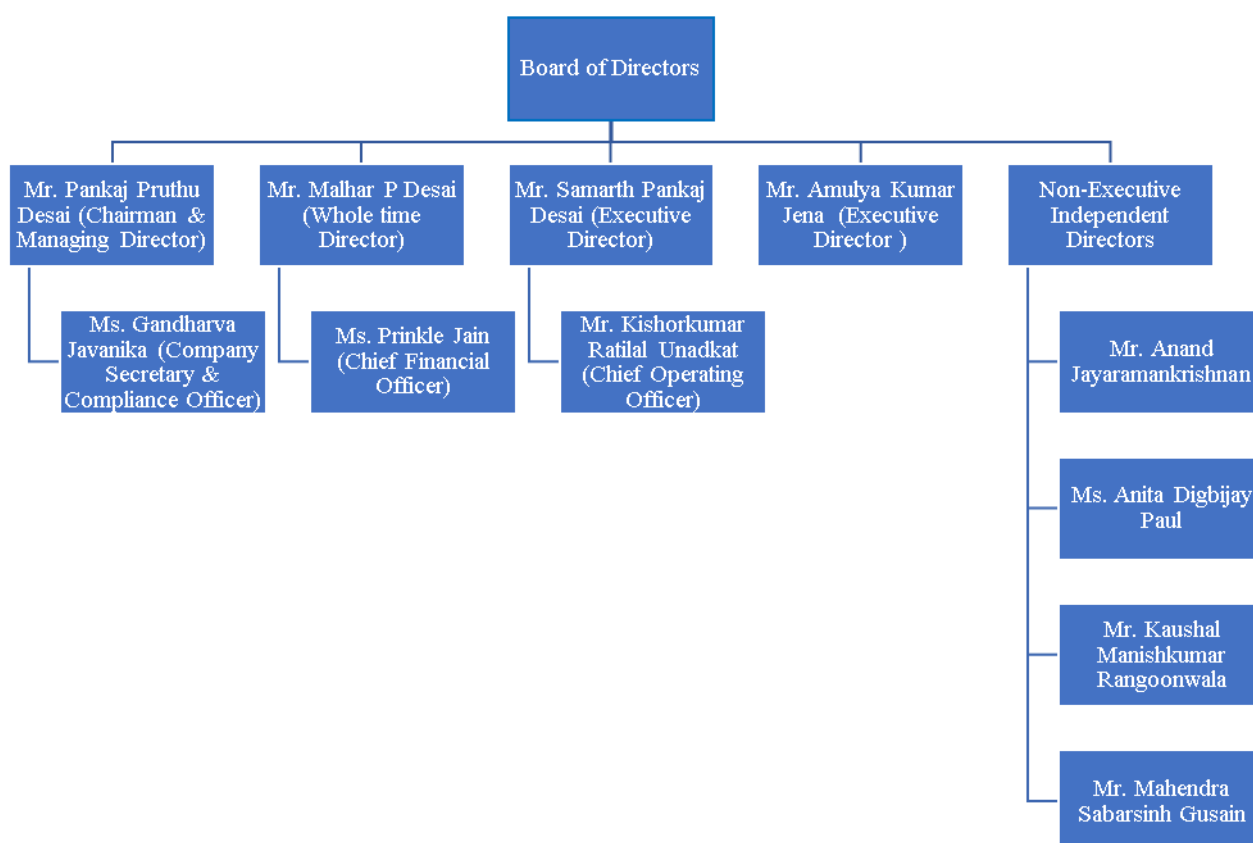 Board of Directors
Mr. Pankaj Pruthu
Desai (Chairman &
Managing Director)
Mr. Malhar P Desai
(Whole time
Director)
Mr. Samarth Pankaj
Desai (Executive
Director)
Mr. Amulya Kumar
Jena (Executive
Director )
Non-Executive
Independent
Directors
Ms. Gandharva
Javanika (Company
Secretary &
Compliance Officer)
Ms. Prinkle Jain
(Chief Financial
Officer)
Mr. Kishorkumar
Ratilal Unadkat
(Chief Operating
Officer)
Mr. Anand
Jayaramankrishnan
Ms. Anita Digbijay
Paul
Mr. Kaushal
Manishkumar
Rangoonwala
Mr. Mahendra
Sabarsinh Gusain